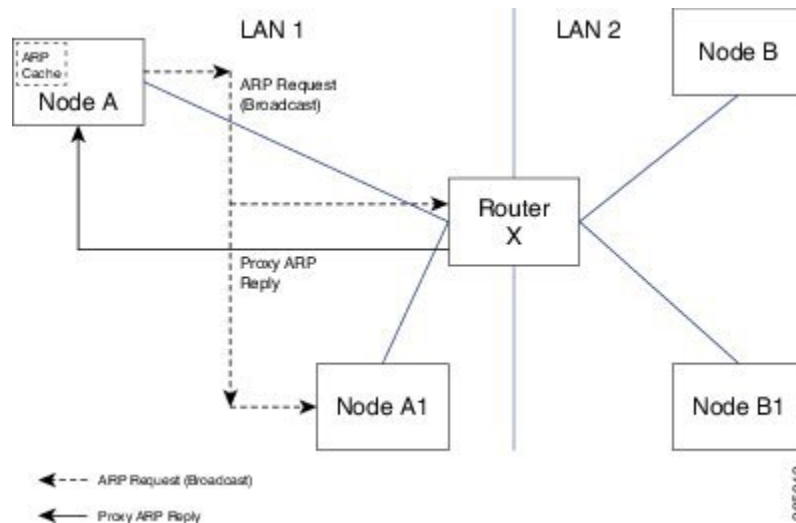 LAN 1
LAN 2
ARP
Cache
Node A
Node B
ARP Request
(Broadcast)
Router
X
Proxy ARP
Reply
Node A1
Node B1
ARP Request (Broadcast)
Proxy ARP Reply